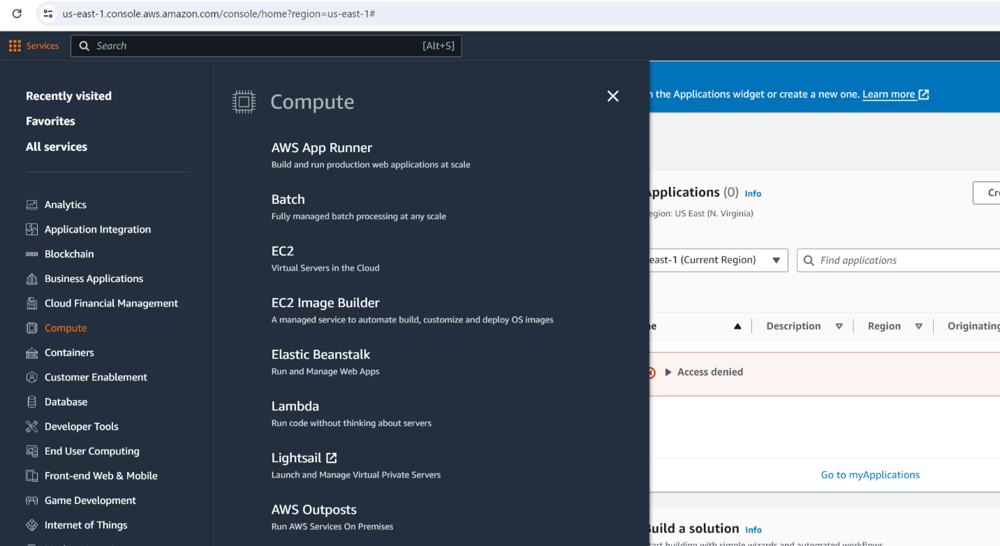 us-east-1.console.aws.amazon.com/console/home?region=us-east-1#
Services
Search [Alt+S]
Recently visited
Favorites
All services
Analytics
Application Integration
Blockchain
Business Applications
Cloud Financial Management
Compute
Containers
Customer Enablement
Database
Developer Tools
End User Computing
Front-end Web & Mobile
Game Development
Internet of Things
Compute
AWS App Runner
Build and run production web applications at scale
Batch
Fully managed batch processing at any scale
EC2
Virtual Servers in the Cloud
EC2 Image Builder
A managed service to automate build, customize and deploy OS images
Elastic Beanstalk
Run and Manage Web Apps
Lambda
Run code without thinking about servers
Lightsail
Launch and Manage Virtual Private Servers
AWS Outposts
Run AWS Services On Premises
the Applications widget or create a new one. Learn more
pplications (0) Info
egion: US East (N. Virginia)
Cre
east-1 (Current Region)
Find applications
Description
Region
Originating
Access denied
Go to myApplications
uild a solution Info
tart building with simple wizards and automated workflows.